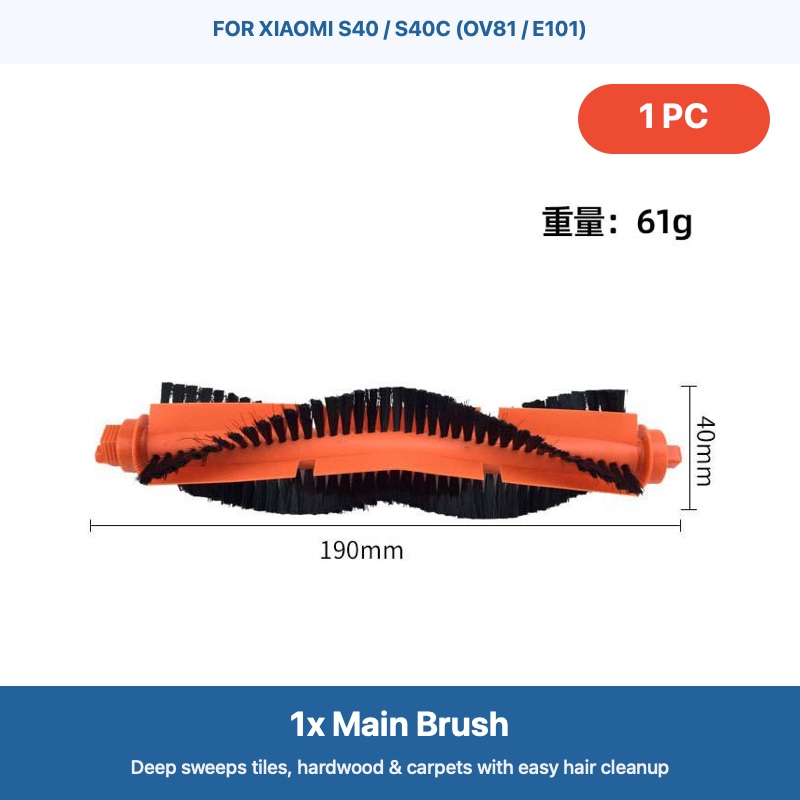 FOR XIAOMI S40 / S40C (OV81 / E101)
1 PC
重量：61g
40mm
190mm
1x Main Brush
Deep sweeps tiles, hardwood & carpets with easy hair cleanup